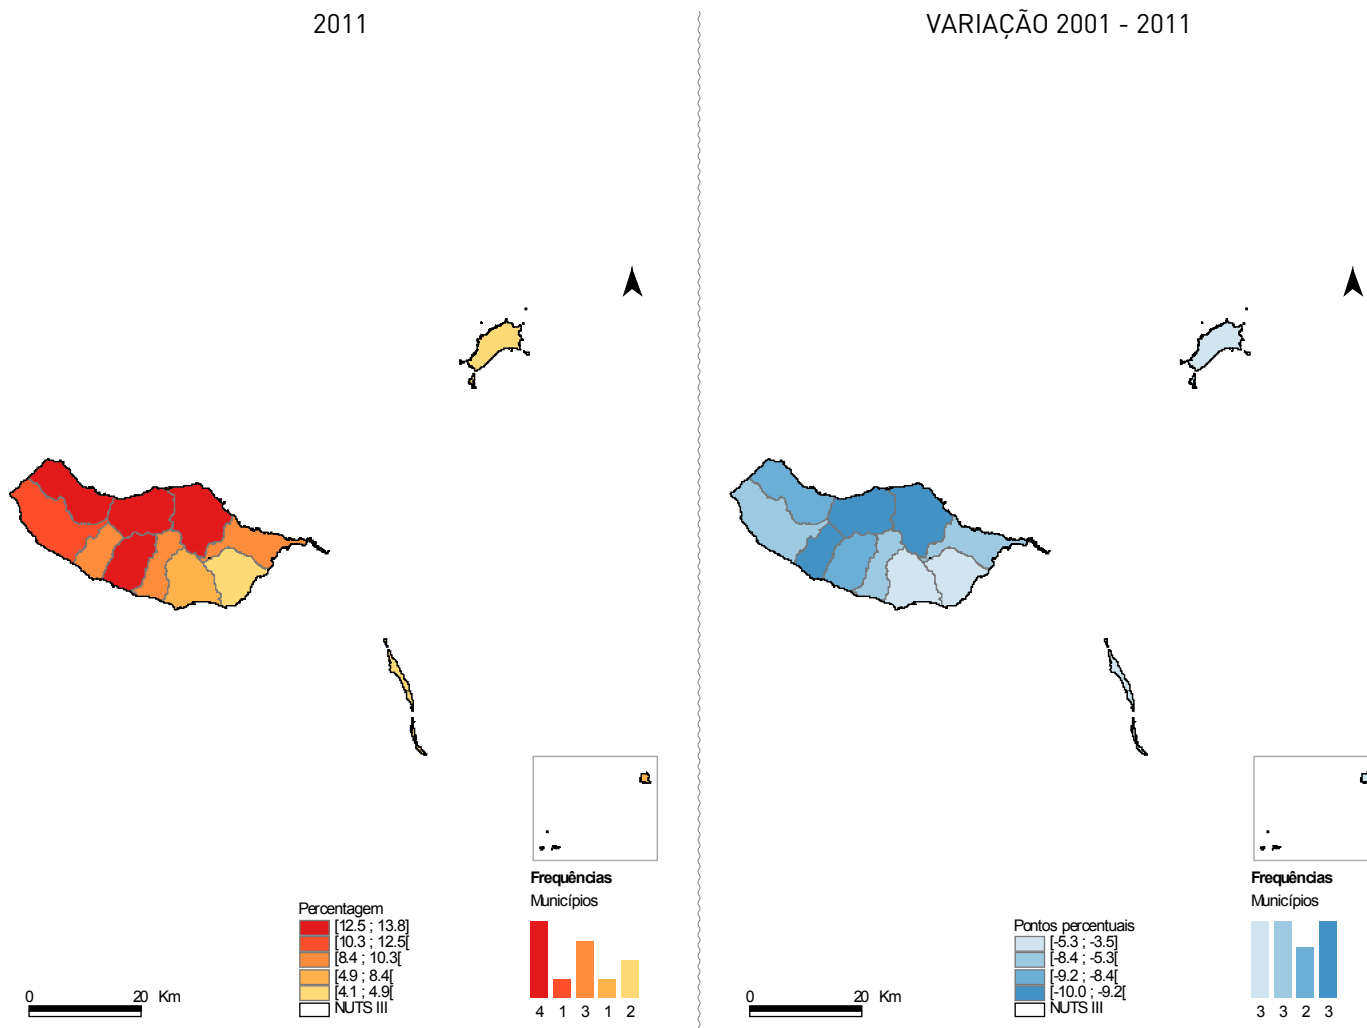 2011
VARIAÇÃO 2001 - 2011
Frequências
Municípios
4 1 3 1 2
Percentagem
[12.5 ; 13.8]
[10.3 ; 12.5[
[8.4 ; 10.3[
[4.9 ; 8.4[
[4.1 ; 4.9[
NUTS III
0 20 Km
Frequências
Municípios
3 3 2 3
Pontos percentuais
[-5.3 ; -3.5]
[-8.4 ; -5.3[
[-9.2 ; -8.4[
[-10.0 ; -9.2[
NUTS III
0 20 Km